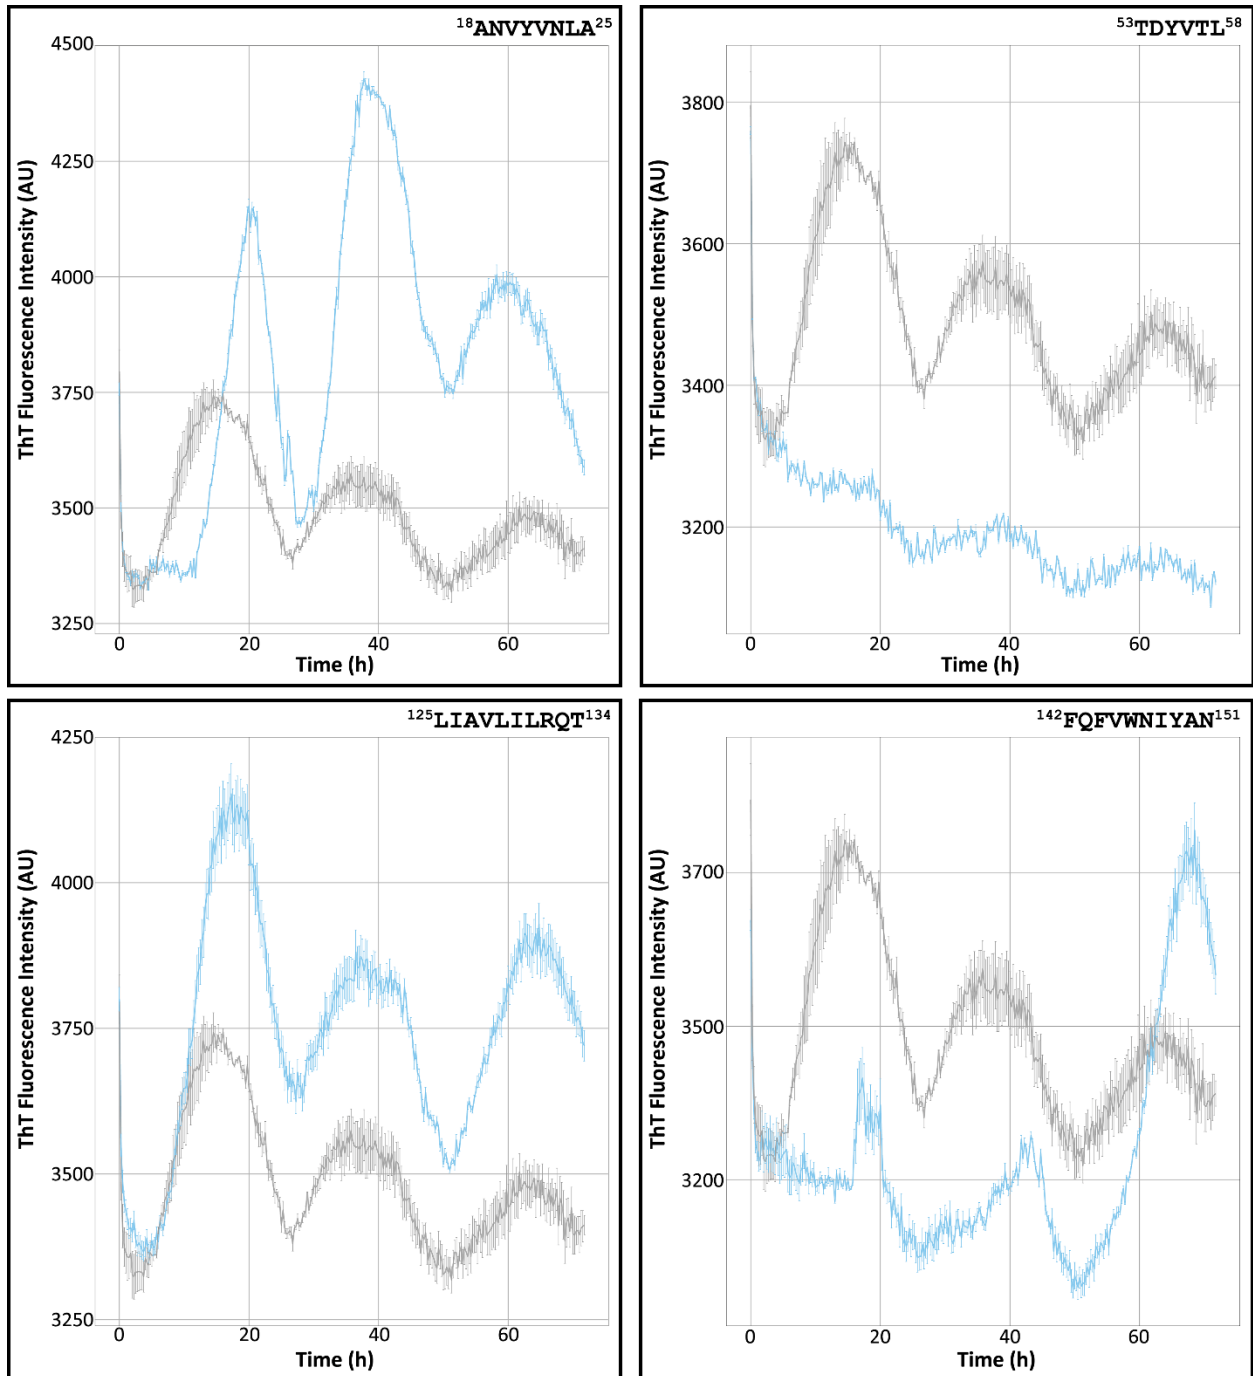 ¹⁸ANVYVNLA²⁵
ThT Fluorescence Intensity (AU)
4500
4250
4000
3750
3500
3250
0 20 40 60
Time (h)
⁵³TDYVTL⁵⁸
ThT Fluorescence Intensity (AU)
3800
3600
3400
3200
0 20 40 60
Time (h)
¹²⁵LIAVLILRQT¹³⁴
ThT Fluorescence Intensity (AU)
4250
4000
3750
3500
3250
0 20 40 60
Time (h)
¹⁴²FQFVWNIYAN¹⁵¹
ThT Fluorescence Intensity (AU)
3700
3500
3200
0 20 40 60
Time (h)